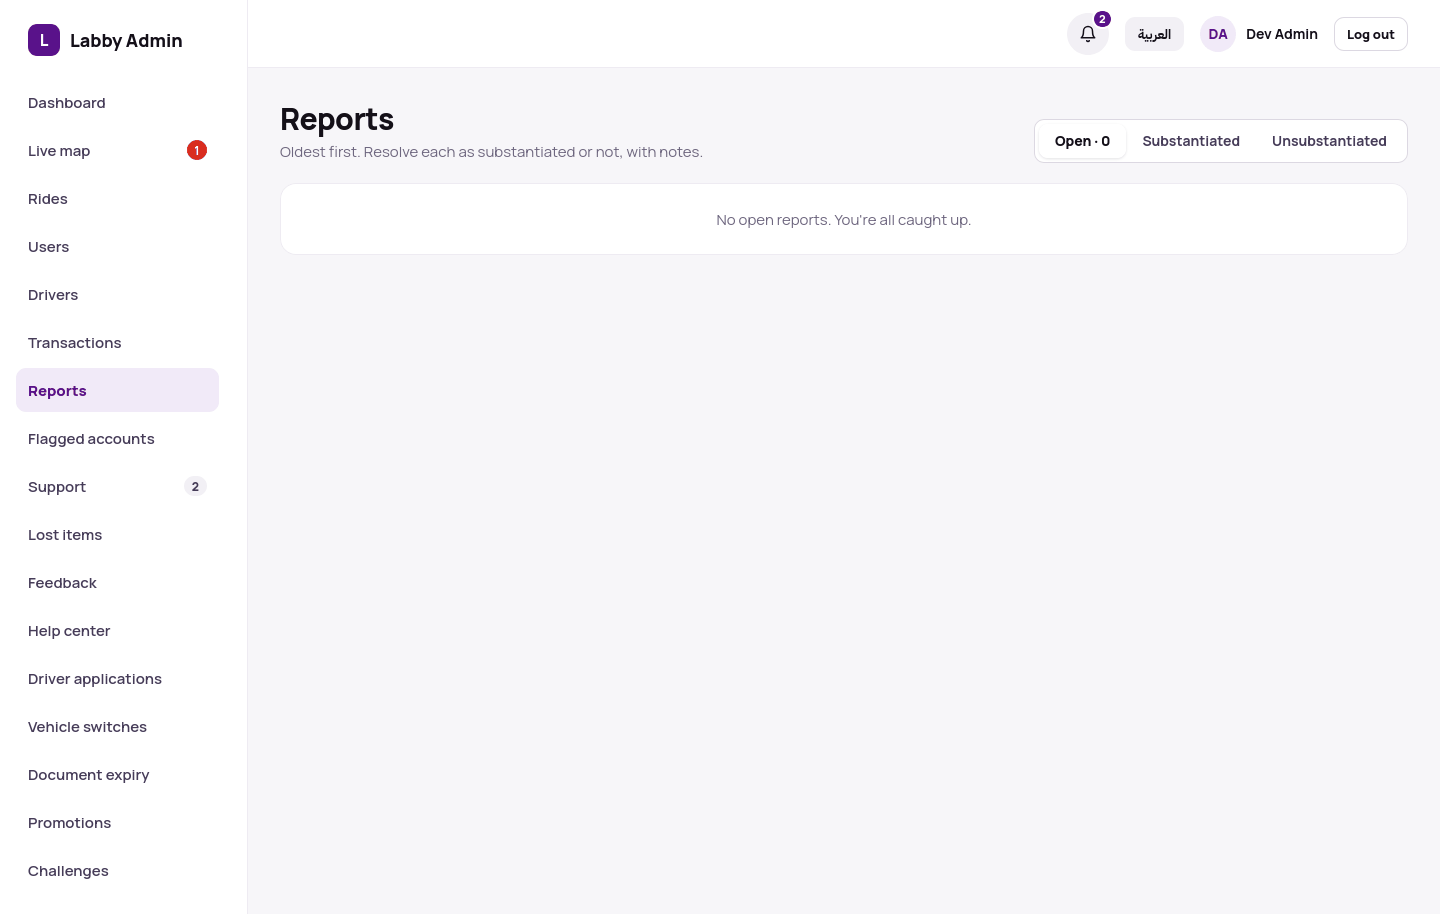 L Labby Admin
Dashboard
Live map 1
Rides
Users
Drivers
Transactions
Reports
Flagged accounts
Support 2
Lost items
Feedback
Help center
Driver applications
Vehicle switches
Document expiry
Promotions
Challenges
2 العربية DA Dev Admin Log out
Reports
Oldest first. Resolve each as substantiated or not, with notes.
Open · 0 Substantiated Unsubstantiated
No open reports. You're all caught up.